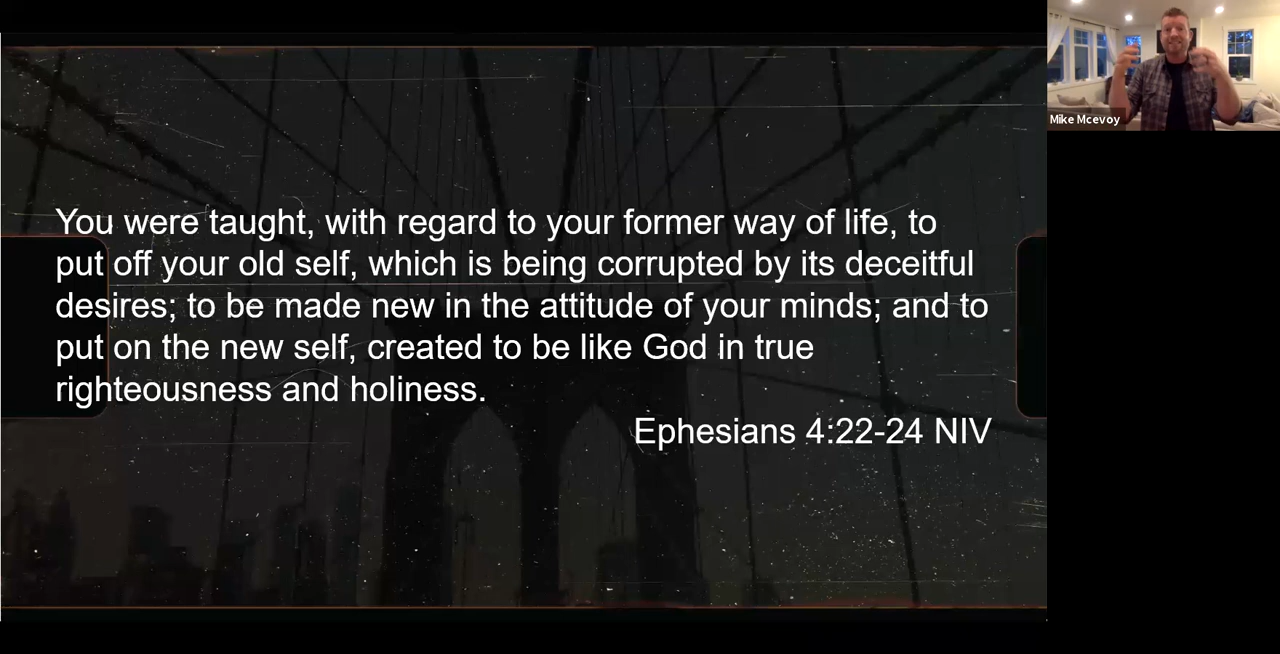 You were taught, with regard to your former way of life, to
put off your old self, which is being corrupted by its deceitful
desires; to be made new in the attitude of your minds; and to
put on the new self, created to be like God in true
righteousness and holiness.
Ephesians 4:22-24 NIV
Mike Mcevoy